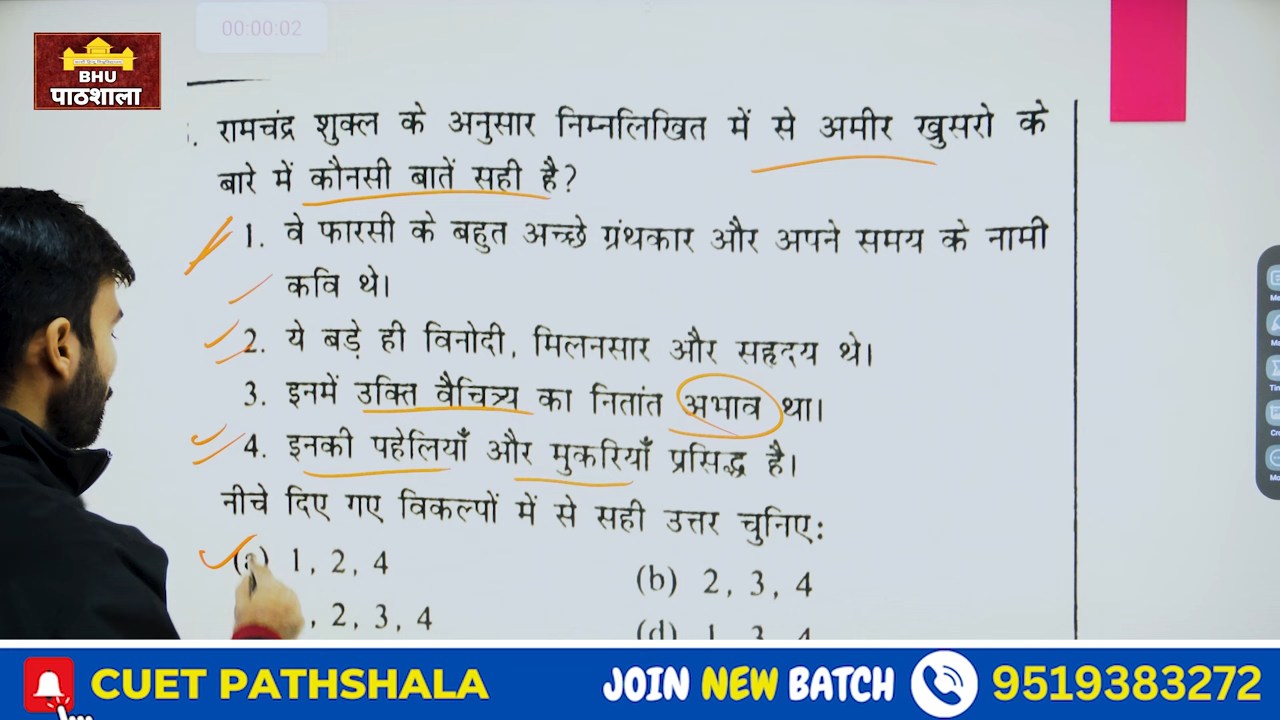 00:00:02
BHU
पाठशाला
. रामचंद्र शुक्ल के अनुसार निम्नलिखित में से अमीर खुसरो के
बारे में कौनसी बातें सही है?
1. वे फारसी के बहुत अच्छे ग्रंथकार और अपने समय के नामी
कवि थे।
2. ये बड़े ही विनोदी, मिलनसार और सहृदय थे।
3. इनमें उक्ति वैचित्र्य का नितांत अभाव था।
4. इनकी पहेलियाँ और मुकरियाँ प्रसिद्ध है।
नीचे दिए गए विकल्पों में से सही उत्तर चुनिए:
(a) 1, 2, 4
(b) 2, 3, 4
, 2, 3, 4
(d) 1, 3, 4
CUET PATHSHALA
JOIN NEW BATCH
9519383272